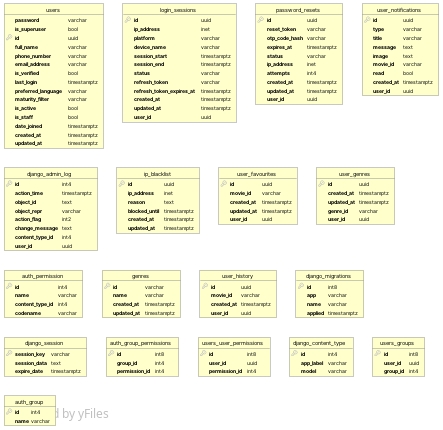 users
password varchar
is_superuser bool
id uuid
full_name varchar
phone_number varchar
email_address varchar
is_verified bool
last_login timestamptz
preferred_language varchar
maturity_filter varchar
is_active bool
is_staff bool
date_joined timestamptz
created_at timestamptz
updated_at timestamptz
login_sessions
id uuid
ip_address inet
platform varchar
device_name varchar
session_start timestamptz
session_end timestamptz
status varchar
refresh_token varchar
refresh_token_expires_at timestamptz
created_at timestamptz
updated_at timestamptz
user_id uuid
password_resets
id uuid
reset_token varchar
otp_code_hash varchar
expires_at timestamptz
status varchar
ip_address inet
attempts int4
created_at timestamptz
updated_at timestamptz
user_id uuid
user_notifications
id uuid
type varchar
title varchar
message text
image text
movie_id varchar
read bool
created_at timestamptz
updated_at timestamptz
user_id uuid
django_admin_log
id int4
action_time timestamptz
object_id text
object_repr varchar
action_flag int2
change_message text
content_type_id int4
user_id uuid
ip_blacklist
id uuid
ip_address inet
reason text
blocked_until timestamptz
created_at timestamptz
updated_at timestamptz
user_favourites
id uuid
movie_id varchar
created_at timestamptz
updated_at timestamptz
user_id uuid
user_genres
id uuid
created_at timestamptz
updated_at timestamptz
genre_id varchar
user_id uuid
auth_permission
id int4
name varchar
content_type_id int4
codename varchar
genres
id varchar
name varchar
created_at timestamptz
updated_at timestamptz
user_history
id uuid
movie_id varchar
created_at timestamptz
user_id uuid
django_migrations
id int8
app varchar
name varchar
applied timestamptz
django_session
session_key varchar
session_data text
expire_date timestamptz
auth_group_permissions
id int8
group_id int4
permission_id int4
users_user_permissions
id int8
user_id uuid
permission_id int4
django_content_type
id int4
app_label varchar
model varchar
users_groups
id int8
user_id uuid
group_id int4
auth_group
id int4
name varchar
d by yFiles